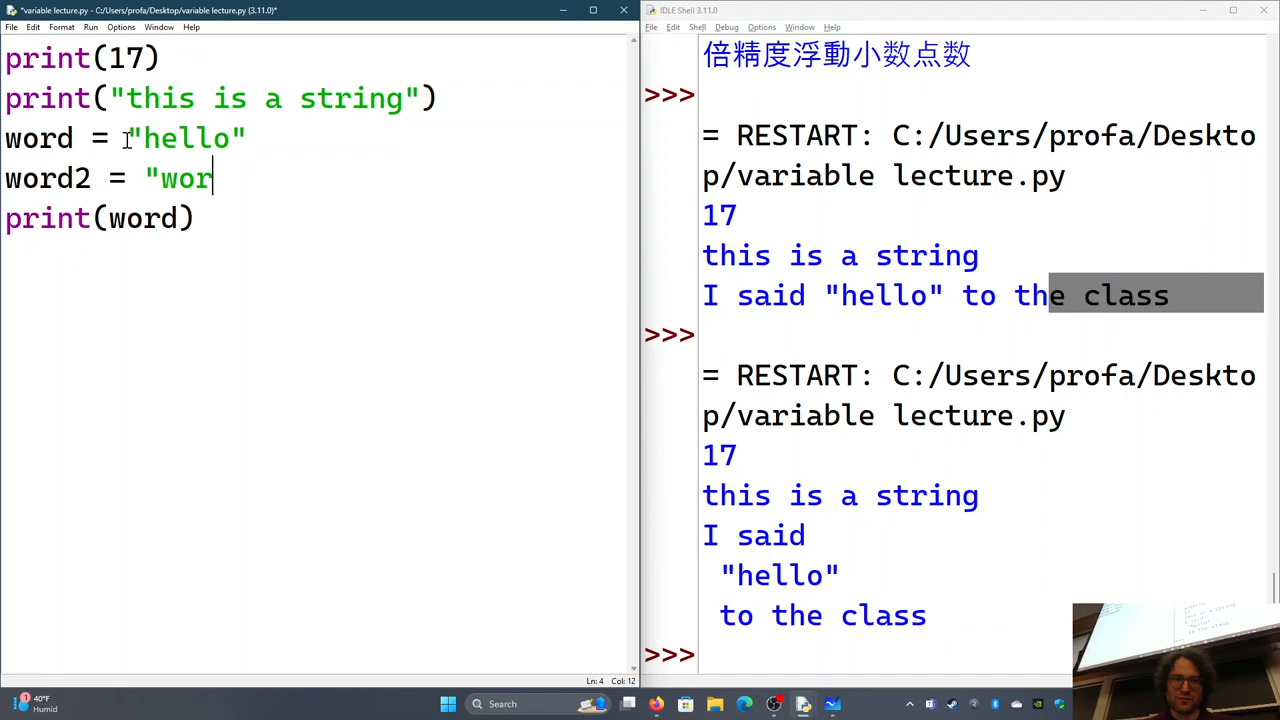 *variable lecture.py - C:/Users/profa/Desktop/variable lecture.py (3.11.0)*
File Edit Format Run Options Window Help
print(17)
print("this is a string")
word = "hello"
word2 = "wor
print(word)
Ln: 4 Col: 12
IDLE Shell 3.11.0
File Edit Shell Debug Options Window Help
倍精度浮動小数点数
>>>
= RESTART: C:/Users/profa/Deskto
p/variable lecture.py
17
this is a string
I said "hello" to the class
>>>
= RESTART: C:/Users/profa/Deskto
p/variable lecture.py
17
this is a string
I said
"hello"
to the class
>>>
1
40°F
Humid
Search